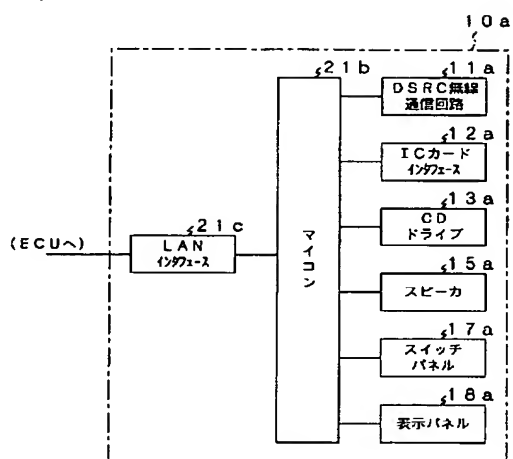 10a
21b
11a
DSRC無線
通信回路
12a
ICカード
インタフェース
13a
CD
ドライブ
21c
(ECUへ)
LAN
インタフェース
マイコン
15a
スピーカ
17a
スイッチ
パネル
18a
表示パネル